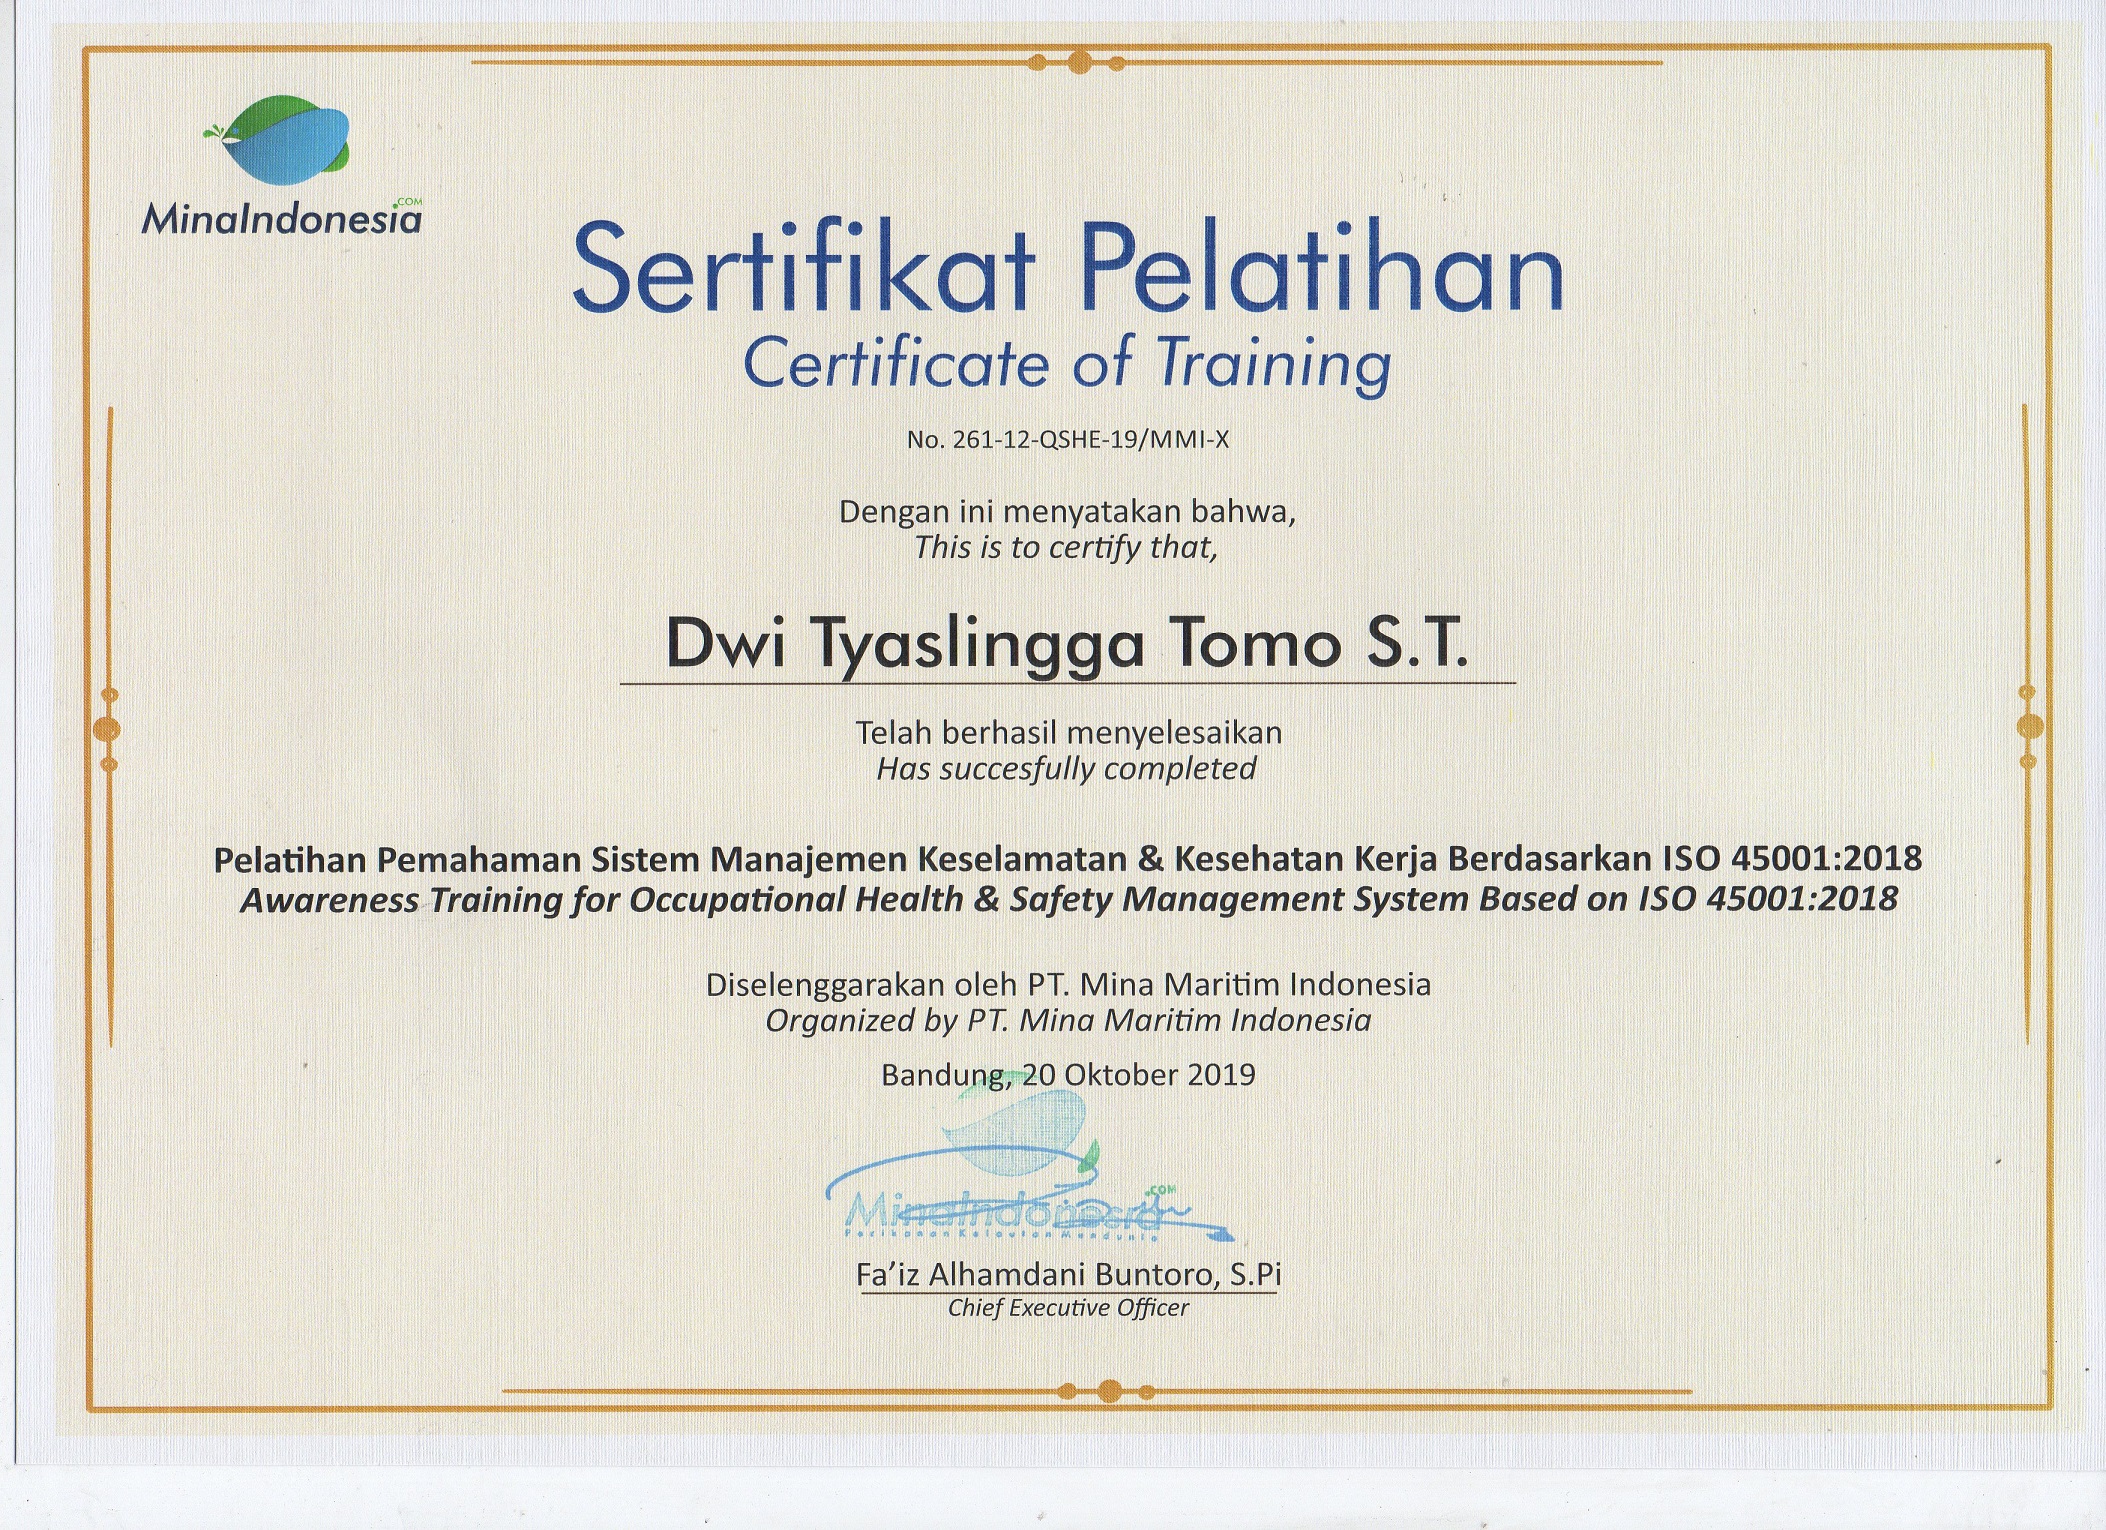 MinaIndonesia.COM
Sertifikat Pelatihan
Certificate of Training
No. 261-12-QSHE-19/MMI-X
Dengan ini menyatakan bahwa,
This is to certify that,
Dwi Tyaslingga Tomo S.T.
Telah berhasil menyelesaikan
Has succesfully completed
Pelatihan Pemahaman Sistem Manajemen Keselamatan & Kesehatan Kerja Berdasarkan ISO 45001:2018
Awareness Training for Occupational Health & Safety Management System Based on ISO 45001:2018
Diselenggarakan oleh PT. Mina Maritim Indonesia
Organized by PT. Mina Maritim Indonesia
Bandung, 20 Oktober 2019
MinaIndonesia.COM
Perikanan Kelautan Mendunia
Fa'iz Alhamdani Buntoro, S.Pi
Chief Executive Officer